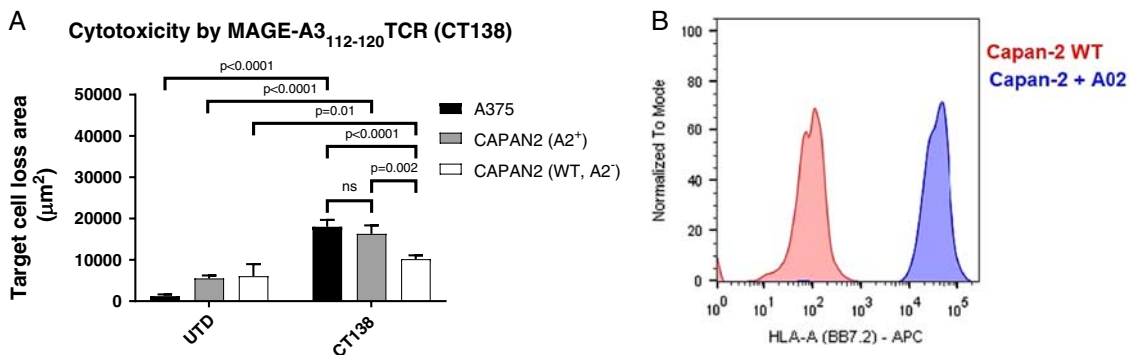 A
Cytotoxicity by MAGE-A3112-120TCR (CT138)
p<0.0001
p<0.0001
p=0.01
p<0.0001
p=0.002
ns
A375
CAPAN2 (A2+)
CAPAN2 (WT, A2-)
Target cell loss area
(μm2)
50000
40000
30000
20000
10000
0
UTD
CT138
B
Capan-2 WT
Capan-2 + A02
Normalized To Mode
100
80
60
40
20
0
100
101
102
103
104
105
HLA-A (BB7.2) - APC